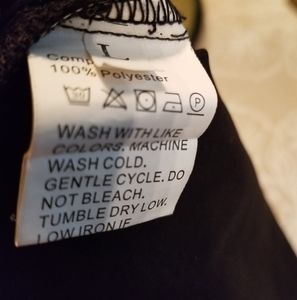 L
100% Polyester
P
WASH WITH LIKE
COLORS. MACHINE
WASH COLD.
GENTLE CYCLE. DO
NOT BLEACH.
TUMBLE DRY LOW.
LOW IRON IF